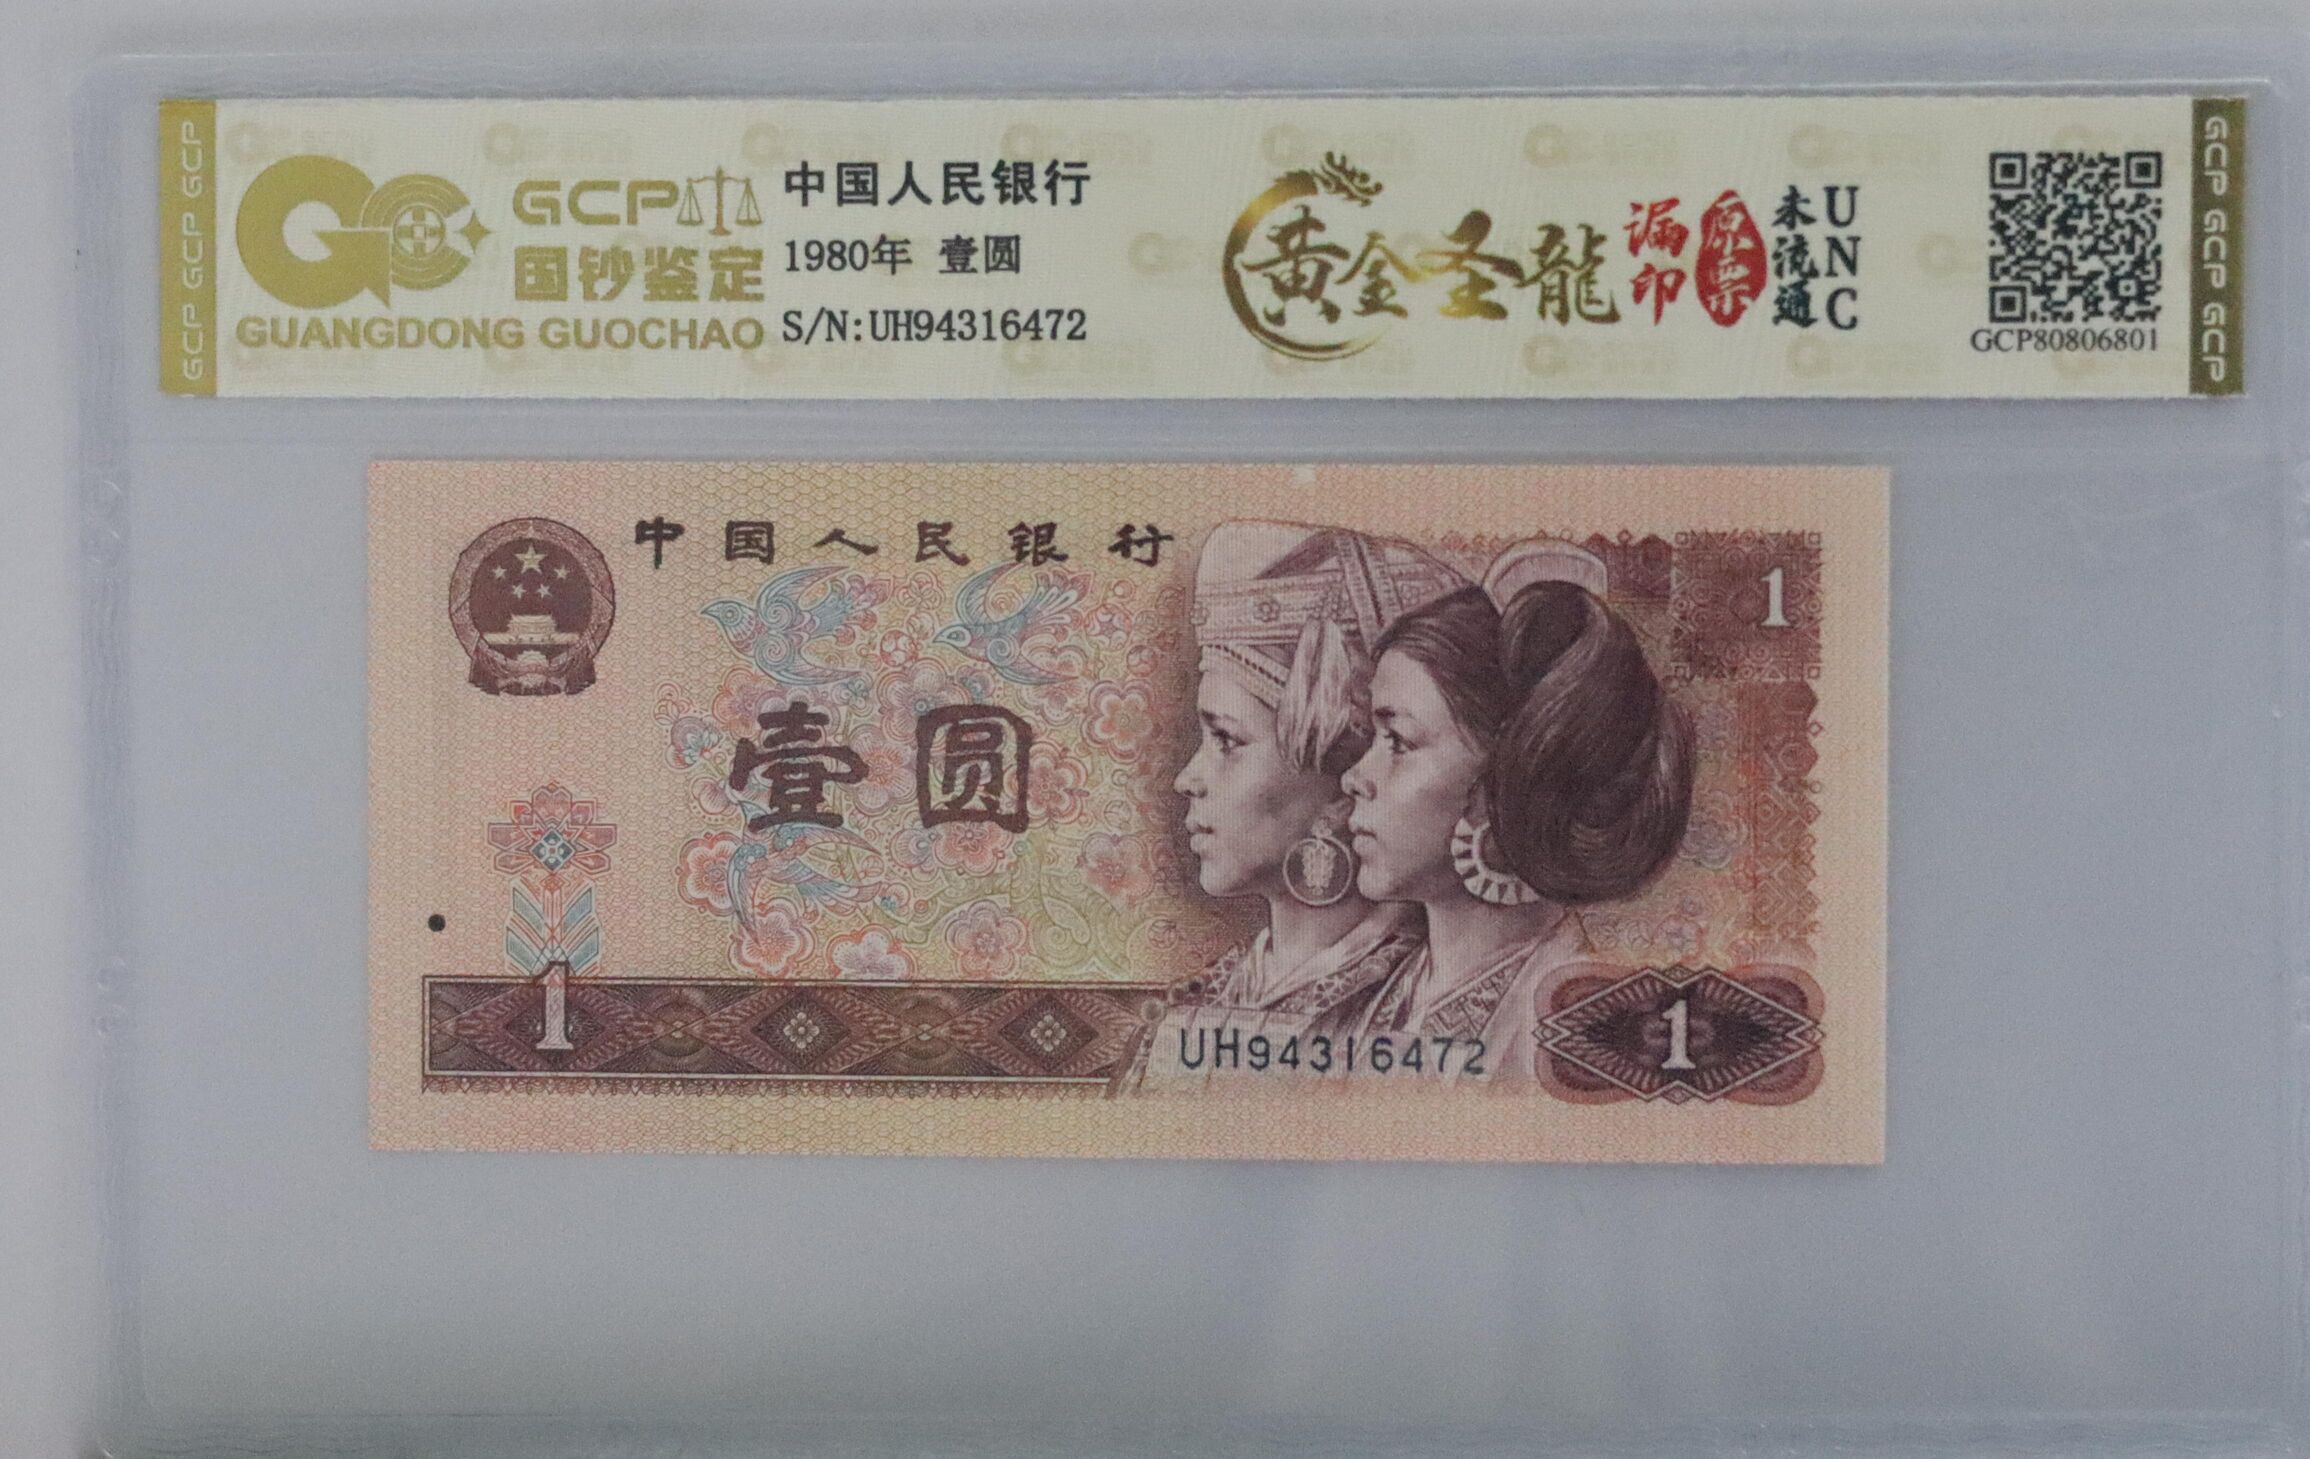 GCP GCP GCP
GCP
国钞鉴定
GUANGDONG GUOCHAO
中国人民银行
1980年 壹圆
S/N:UH94316472
黄金圣龍
漏印
原票
未流通
UNC
GCP80806801
GCP GCP GCP
中国人民银行
1
壹圆
1
UH94316472
1